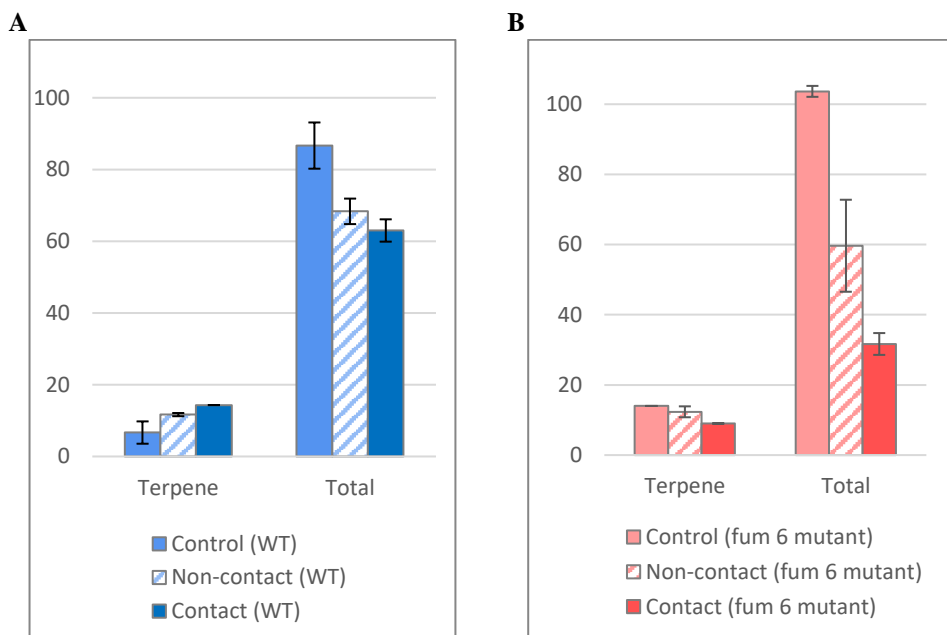 A
100
80
60
40
20
0
Terpene Total
Control (WT)
Non-contact (WT)
Contact (WT)
B
100
80
60
40
20
0
Terpene Total
Control (fum 6 mutant)
Non-contact (fum 6 mutant)
Contact (fum 6 mutant)